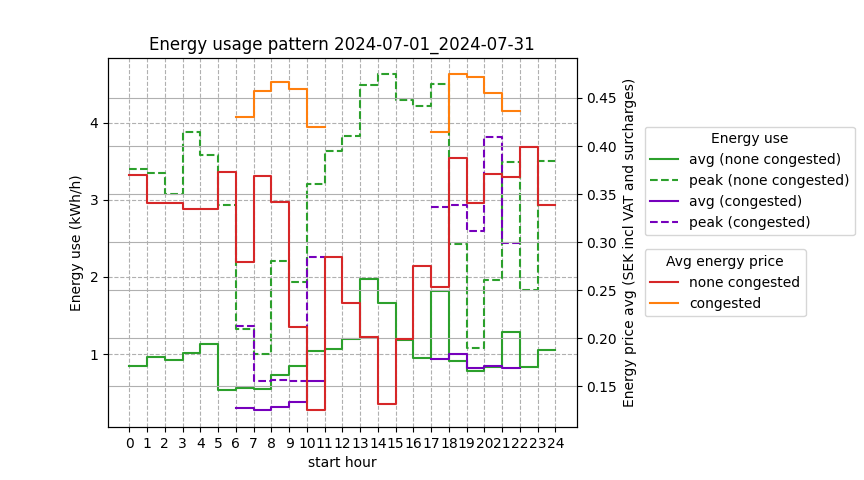 Energy usage pattern 2024-07-01_2024-07-31
Energy use (kWh/h)
4
3
2
1
0 1 2 3 4 5 6 7 8 9 10 11 12 13 14 15 16 17 18 19 20 21 22 23 24
start hour
0.45
0.40
0.35
0.30
0.25
0.20
0.15
Energy price avg (SEK incl VAT and surcharges)
Energy use
avg (none congested)
peak (none congested)
avg (congested)
peak (congested)
Avg energy price
none congested
congested